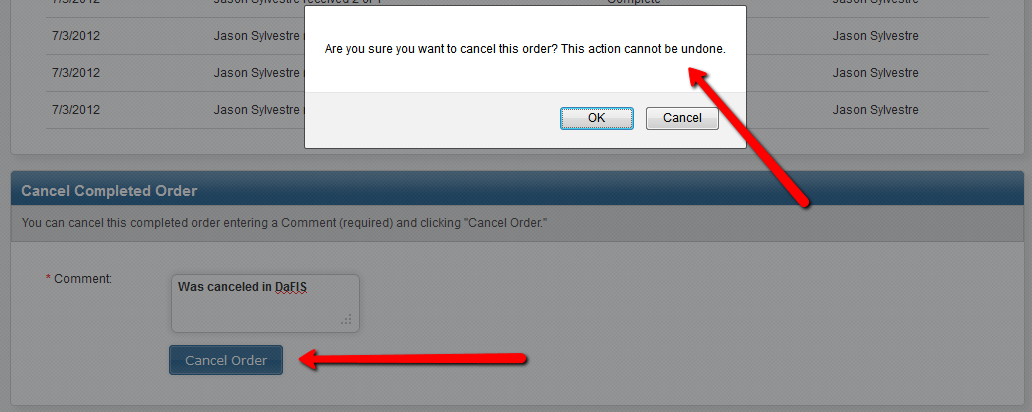 7/3/2012 Jason Sylvestre received 2 of 1 Complete Jason Sylvestre
7/3/2012 Jason Sylvestre Jason Sylvestre
7/3/2012 Jason Sylvestre Jason Sylvestre
7/3/2012 Jason Sylvestre Jason Sylvestre
Are you sure you want to cancel this order? This action cannot be undone.
OK Cancel
Cancel Completed Order
You can cancel this completed order entering a Comment (required) and clicking "Cancel Order."
* Comment:
Was canceled in DaFIS
Cancel Order